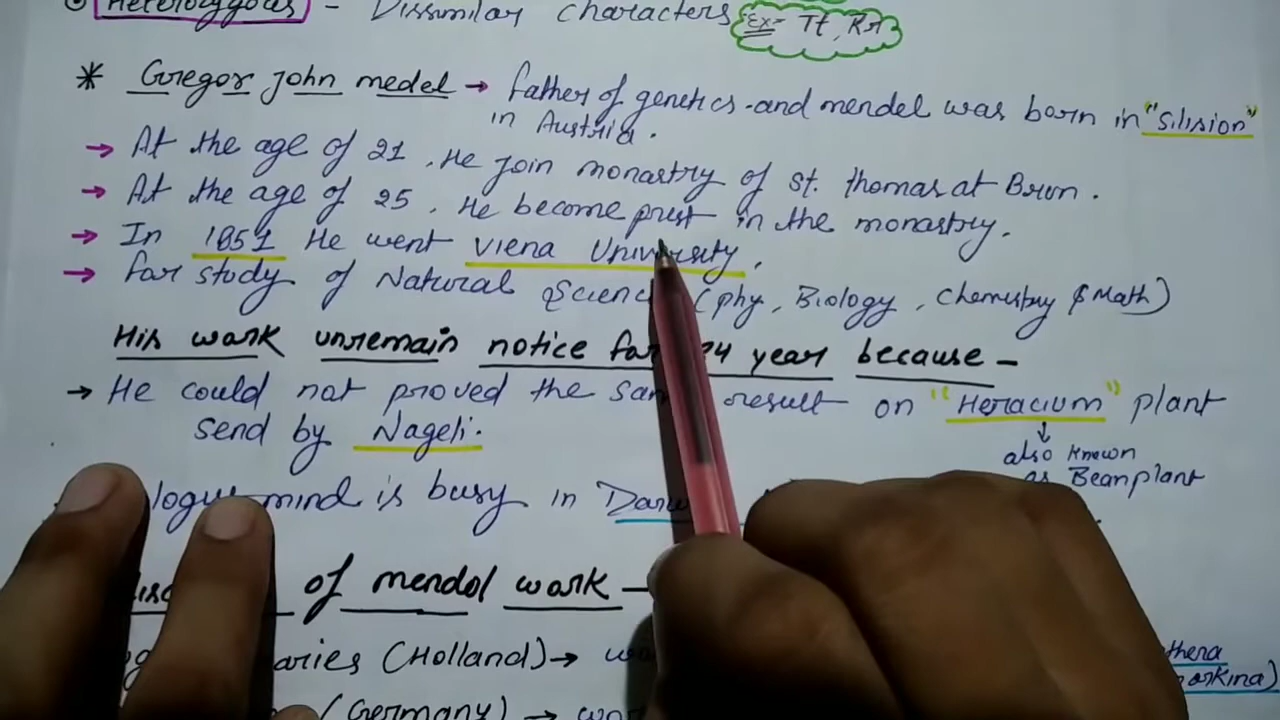 Heterozygous - Dissimilar characters Ex- Tt, Rr
* Gregor john medel → father of genetics and mendel was born in "silision"
in Austria.
→ At the age of 21, He join monastry of st. thomas at Brun.
→ At the age of 25, He become prest in the monastry.
→ In 1851 He went viena University.
→ for study of Natural (phy, Biology, chemistry & Math)
His work unremain notice for year because -
→ He could not proved the result on "Heracium" plant
send by Nageli.
↓
also known
as Beanplant
mind is busy in
of mendel work -
(Holland) →
(Germany) →